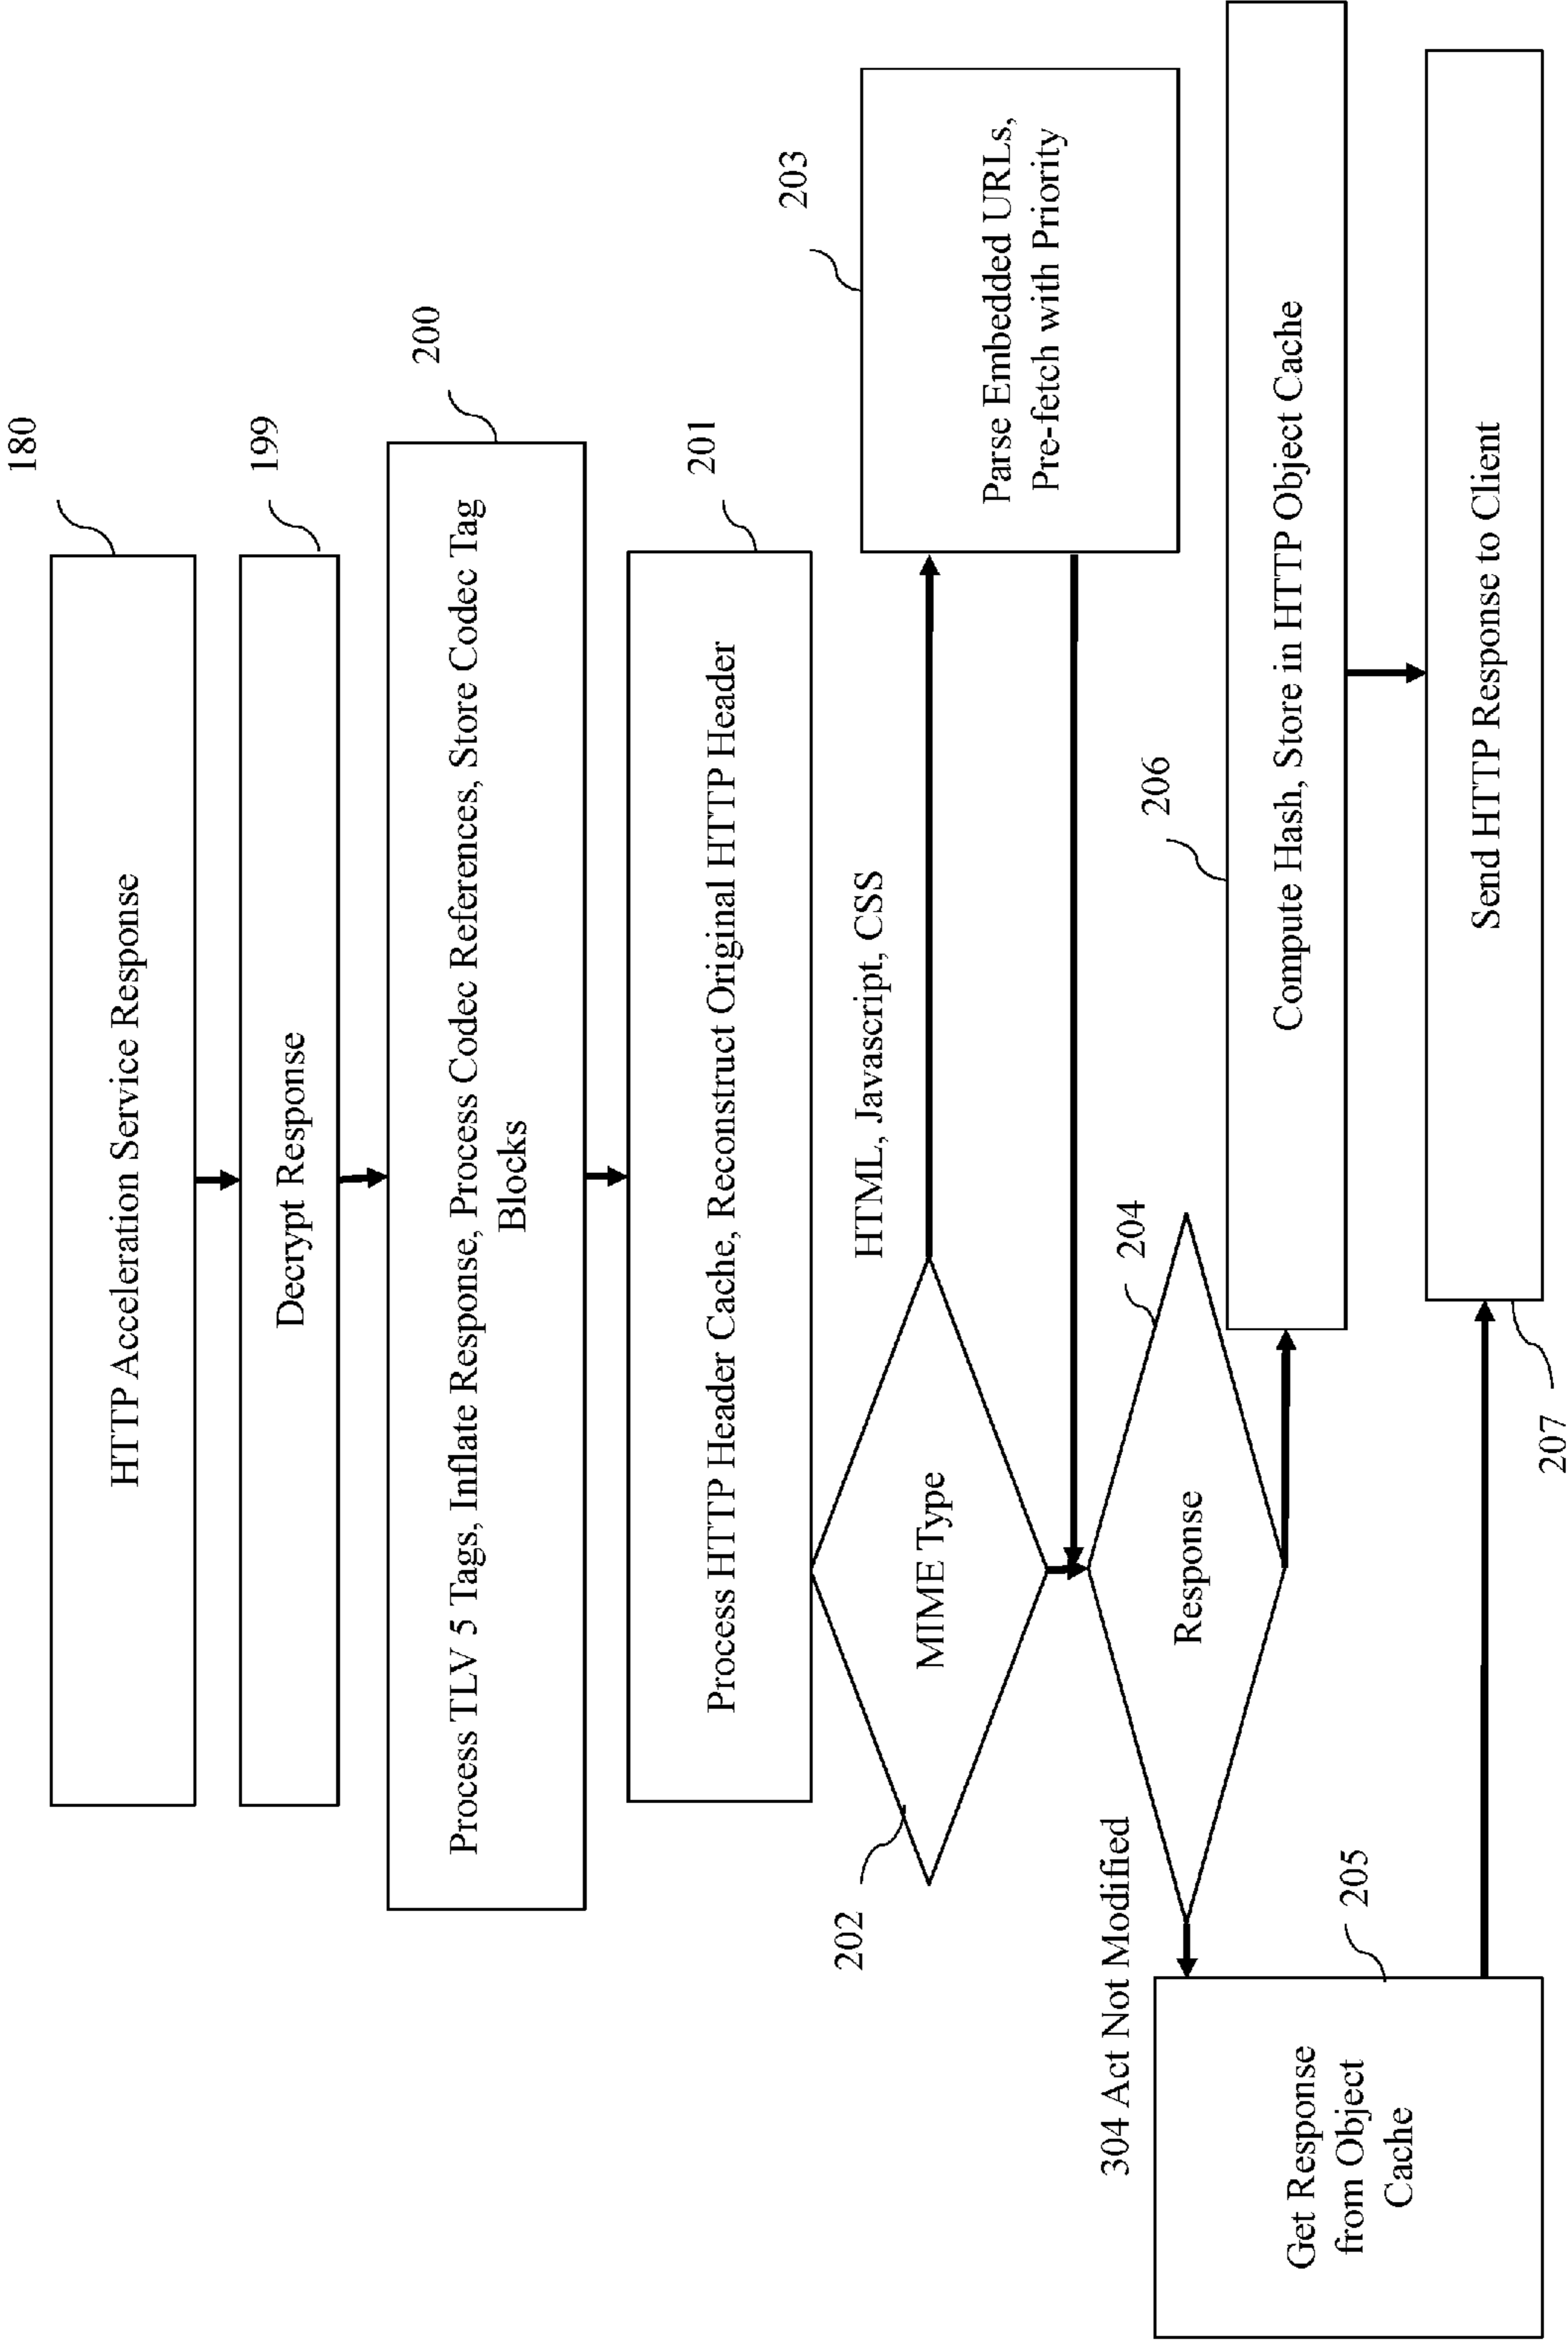 180
HTTP Acceleration Service Response
199
Decrypt Response
200
Process TLV 5 Tags, Inflate Response, Process Codec References, Store Codec Tag
Blocks
201
Process HTTP Header Cache, Reconstruct Original HTTP Header
202
MIME Type
HTML, Javascript, CSS
203
Parse Embedded URLs,
Pre-fetch with Priority
204
Response
304 Act Not Modified
205
Get Response
from Object
Cache
206
Compute Hash, Store in HTTP Object Cache
Send HTTP Response to Client
207